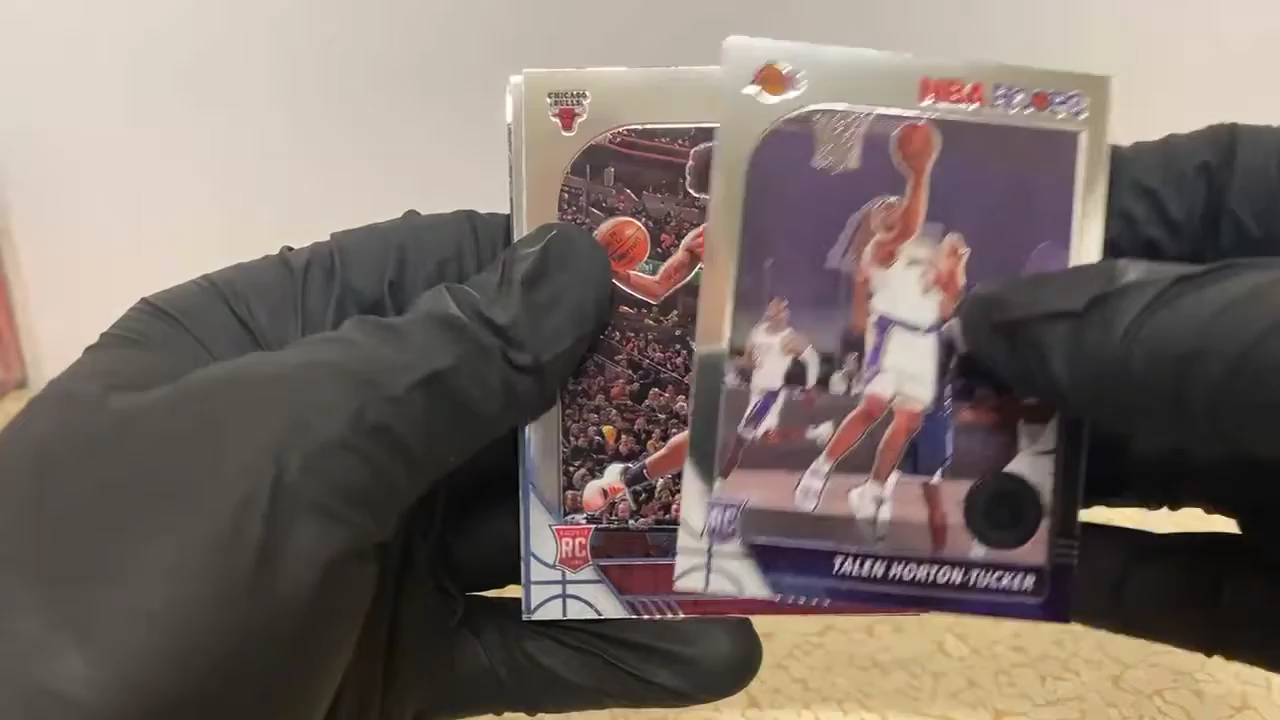 CHICAGO
BULLS
NBA HOOPS
RC
RC
TALEN HORTON-TUCKER